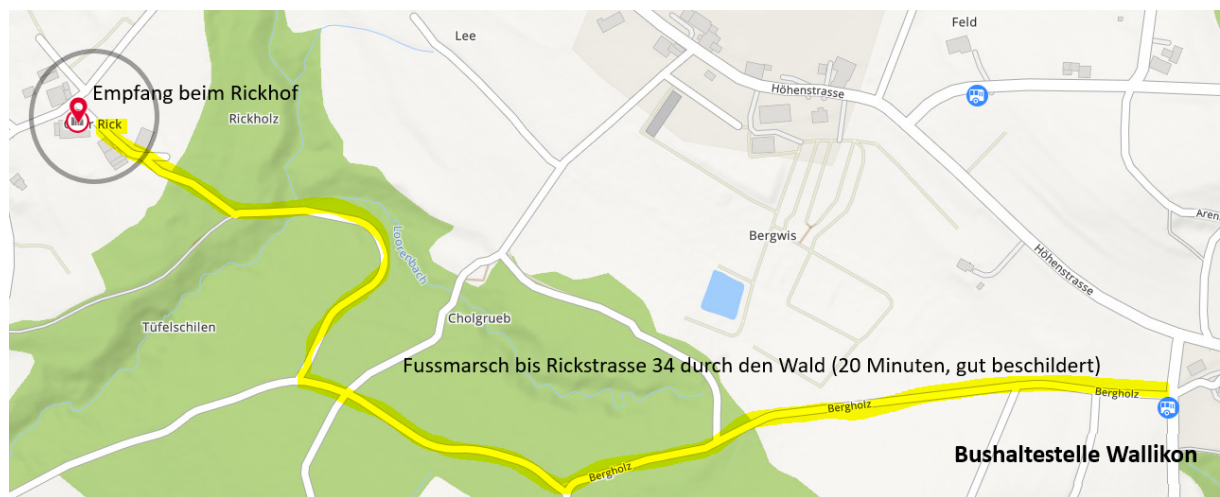 Lee
Feld
Empfang beim Rickhof
Höhenstrasse
Rickholz
Rick
Loorenbach
Bergwis
Höhenstrasse
Tüfelschilen
Cholgrueb
Fussmarsch bis Rickstrasse 34 durch den Wald (20 Minuten, gut beschildert)
Bergholz
Bergholz
Bushaltestelle Wallikon
Bergholz